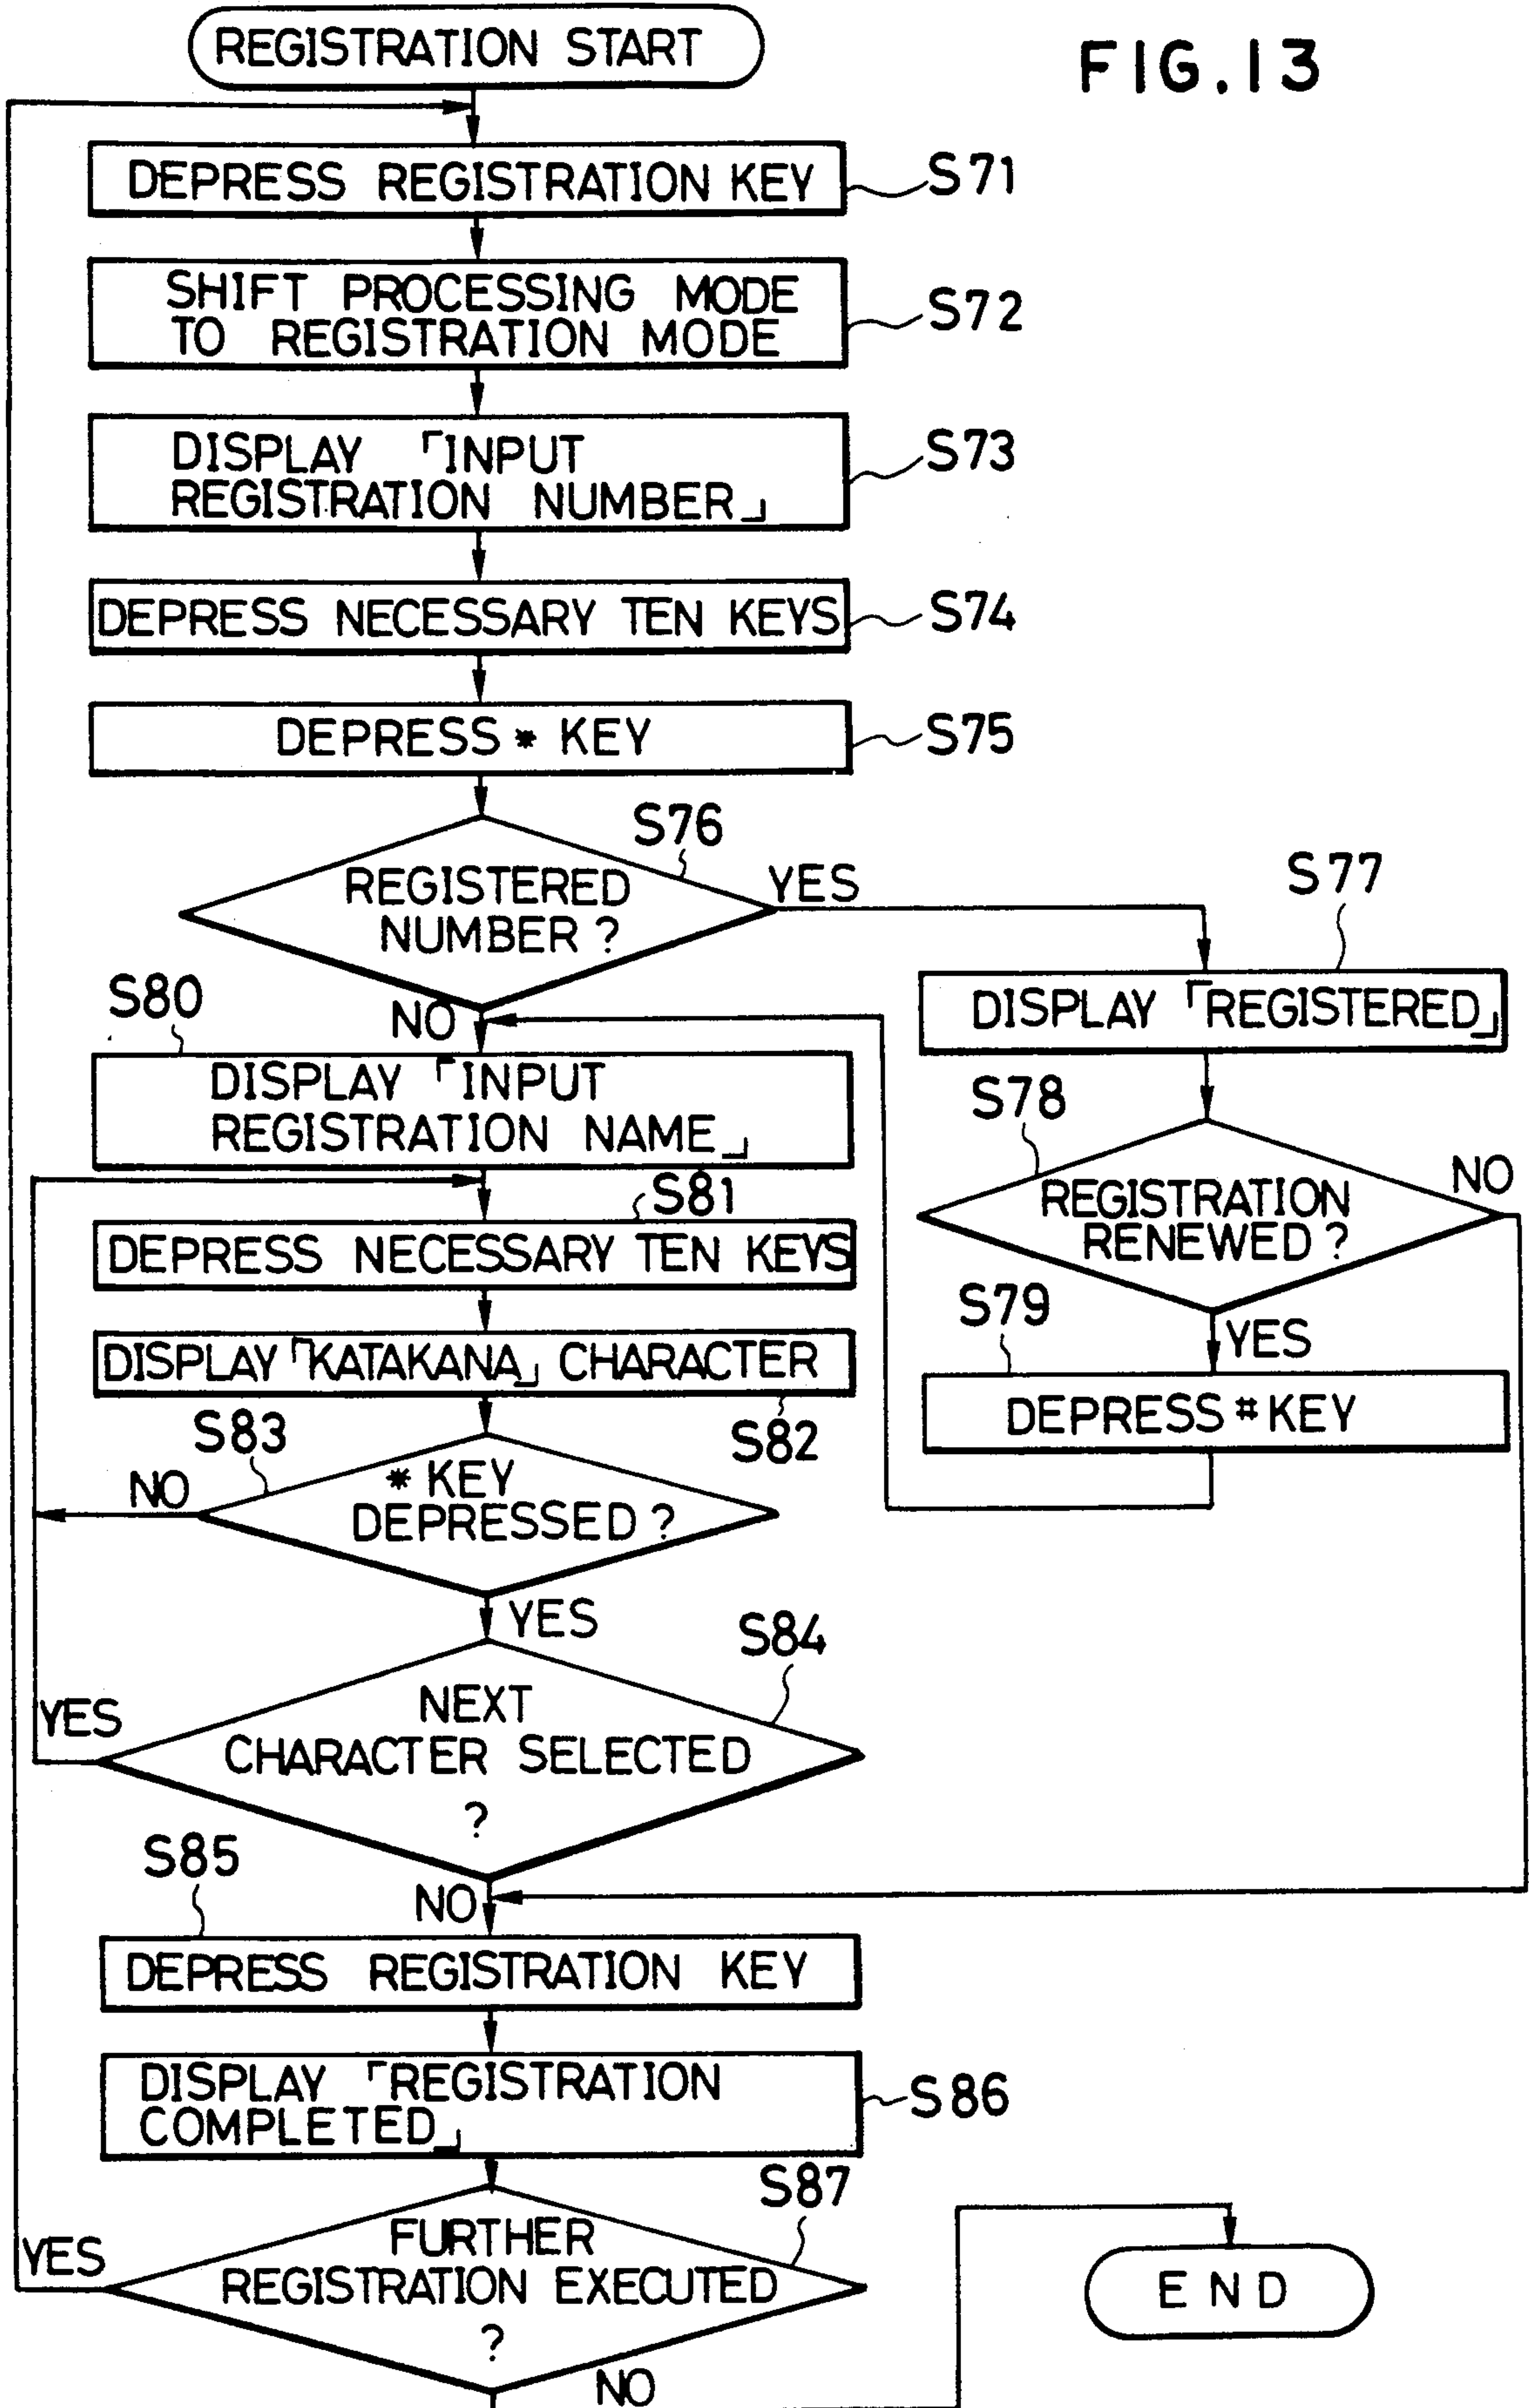 REGISTRATION START
FIG.13
DEPRESS REGISTRATION KEY
S71
SHIFT PROCESSING MODE
TO REGISTRATION MODE
S72
DISPLAY 「INPUT
REGISTRATION NUMBER」
S73
DEPRESS NECESSARY TEN KEYS
S74
DEPRESS * KEY
S75
S76
REGISTERED
NUMBER ?
YES
NO
S77
DISPLAY 「REGISTERED」
S78
REGISTRATION
RENEWED ?
NO
YES
S79
DEPRESS # KEY
S80
DISPLAY 「INPUT
REGISTRATION NAME」
S81
DEPRESS NECESSARY TEN KEYS
DISPLAY 「KATAKANA」 CHARACTER
S82
S83
* KEY
DEPRESSED ?
NO
YES
S84
NEXT
CHARACTER SELECTED
?
YES
NO
S85
DEPRESS REGISTRATION KEY
DISPLAY 「REGISTRATION
COMPLETED」
S86
S87
FURTHER
REGISTRATION EXECUTED
?
YES
NO
END